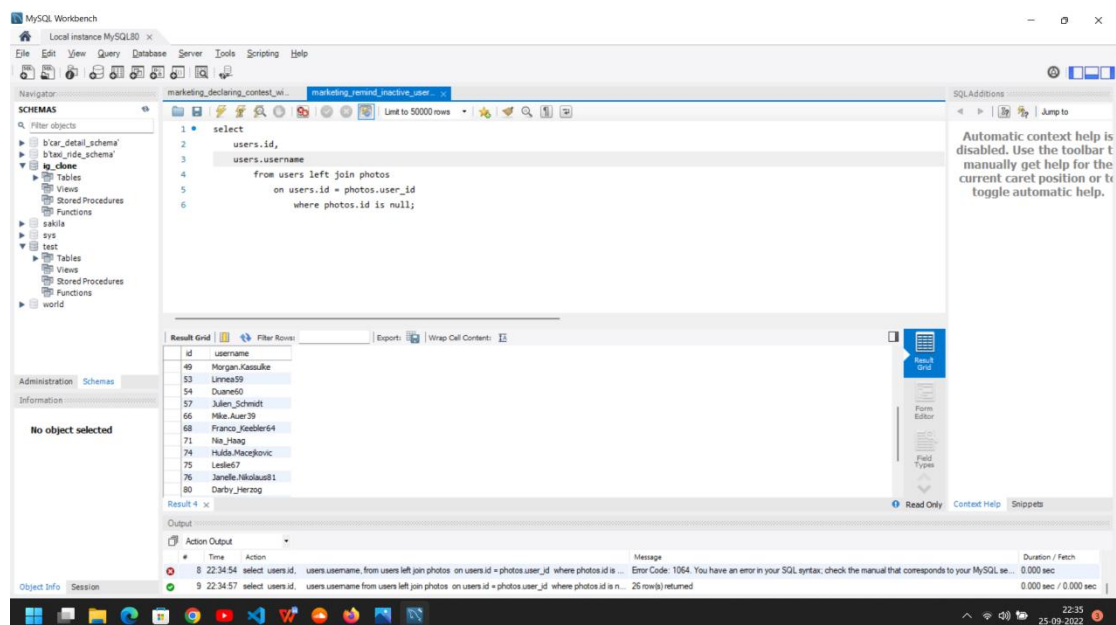 MySQL Workbench
Local instance MySQL80 ×
File Edit View Query Database Server Tools Scripting Help
Navigator
SCHEMAS
Filter objects
b'car_detail_schema'
b'taxi_ride_schema'
ig_clone
Tables
Views
Stored Procedures
Functions
sakila
sys
test
Tables
Views
Stored Procedures
Functions
world
Administration Schemas
Information
No object selected
Object Info Session
marketing_declaring_contest_wi... marketing_remind_inactive_user... ×
Limit to 50000 rows
1 select
2 users.id,
3 users.username
4 from users left join photos
5 on users.id = photos.user_id
6 where photos.id is null;
Result Grid Filter Rows: Export: Wrap Cell Content:
id username
49 Morgan.Kassulke
53 Linnea59
54 Duane60
57 Julien_Schmidt
66 Mike.Auer39
68 Franco_Keebler64
71 Nia_Haag
74 Hulda.Macejkovic
75 Leslie67
76 Janelle.Nikolaus81
80 Darby_Herzog
Result Grid
Form Editor
Field Types
Result 4 × Read Only
Output
Action Output
# Time Action Message Duration / Fetch
8 22:34:54 select users.id, users.username, from users left join photos on users.id = photos.user_id where photos.id is ... Error Code: 1064. You have an error in your SQL syntax; check the manual that corresponds to your MySQL se... 0.000 sec
9 22:34:57 select users.id, users.username from users left join photos on users.id = photos.user_id where photos.id is n... 26 row(s) returned 0.000 sec / 0.000 sec
SQLAdditions
Jump to
Automatic context help is
disabled. Use the toolbar t
manually get help for the
current caret position or to
toggle automatic help.
Context Help Snippets
22:35
25-09-2022